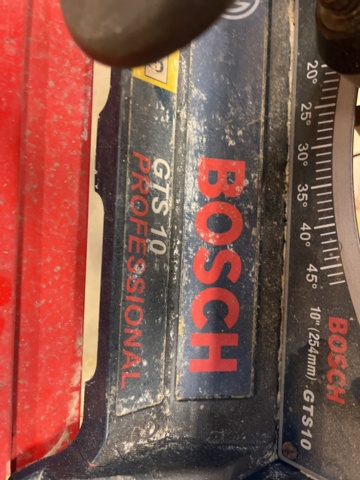 BOSCH
GTS 10
PROFESSIONAL
20°
25°
30°
35°
40°
45°
BOSCH
10" (254mm) · GTS10